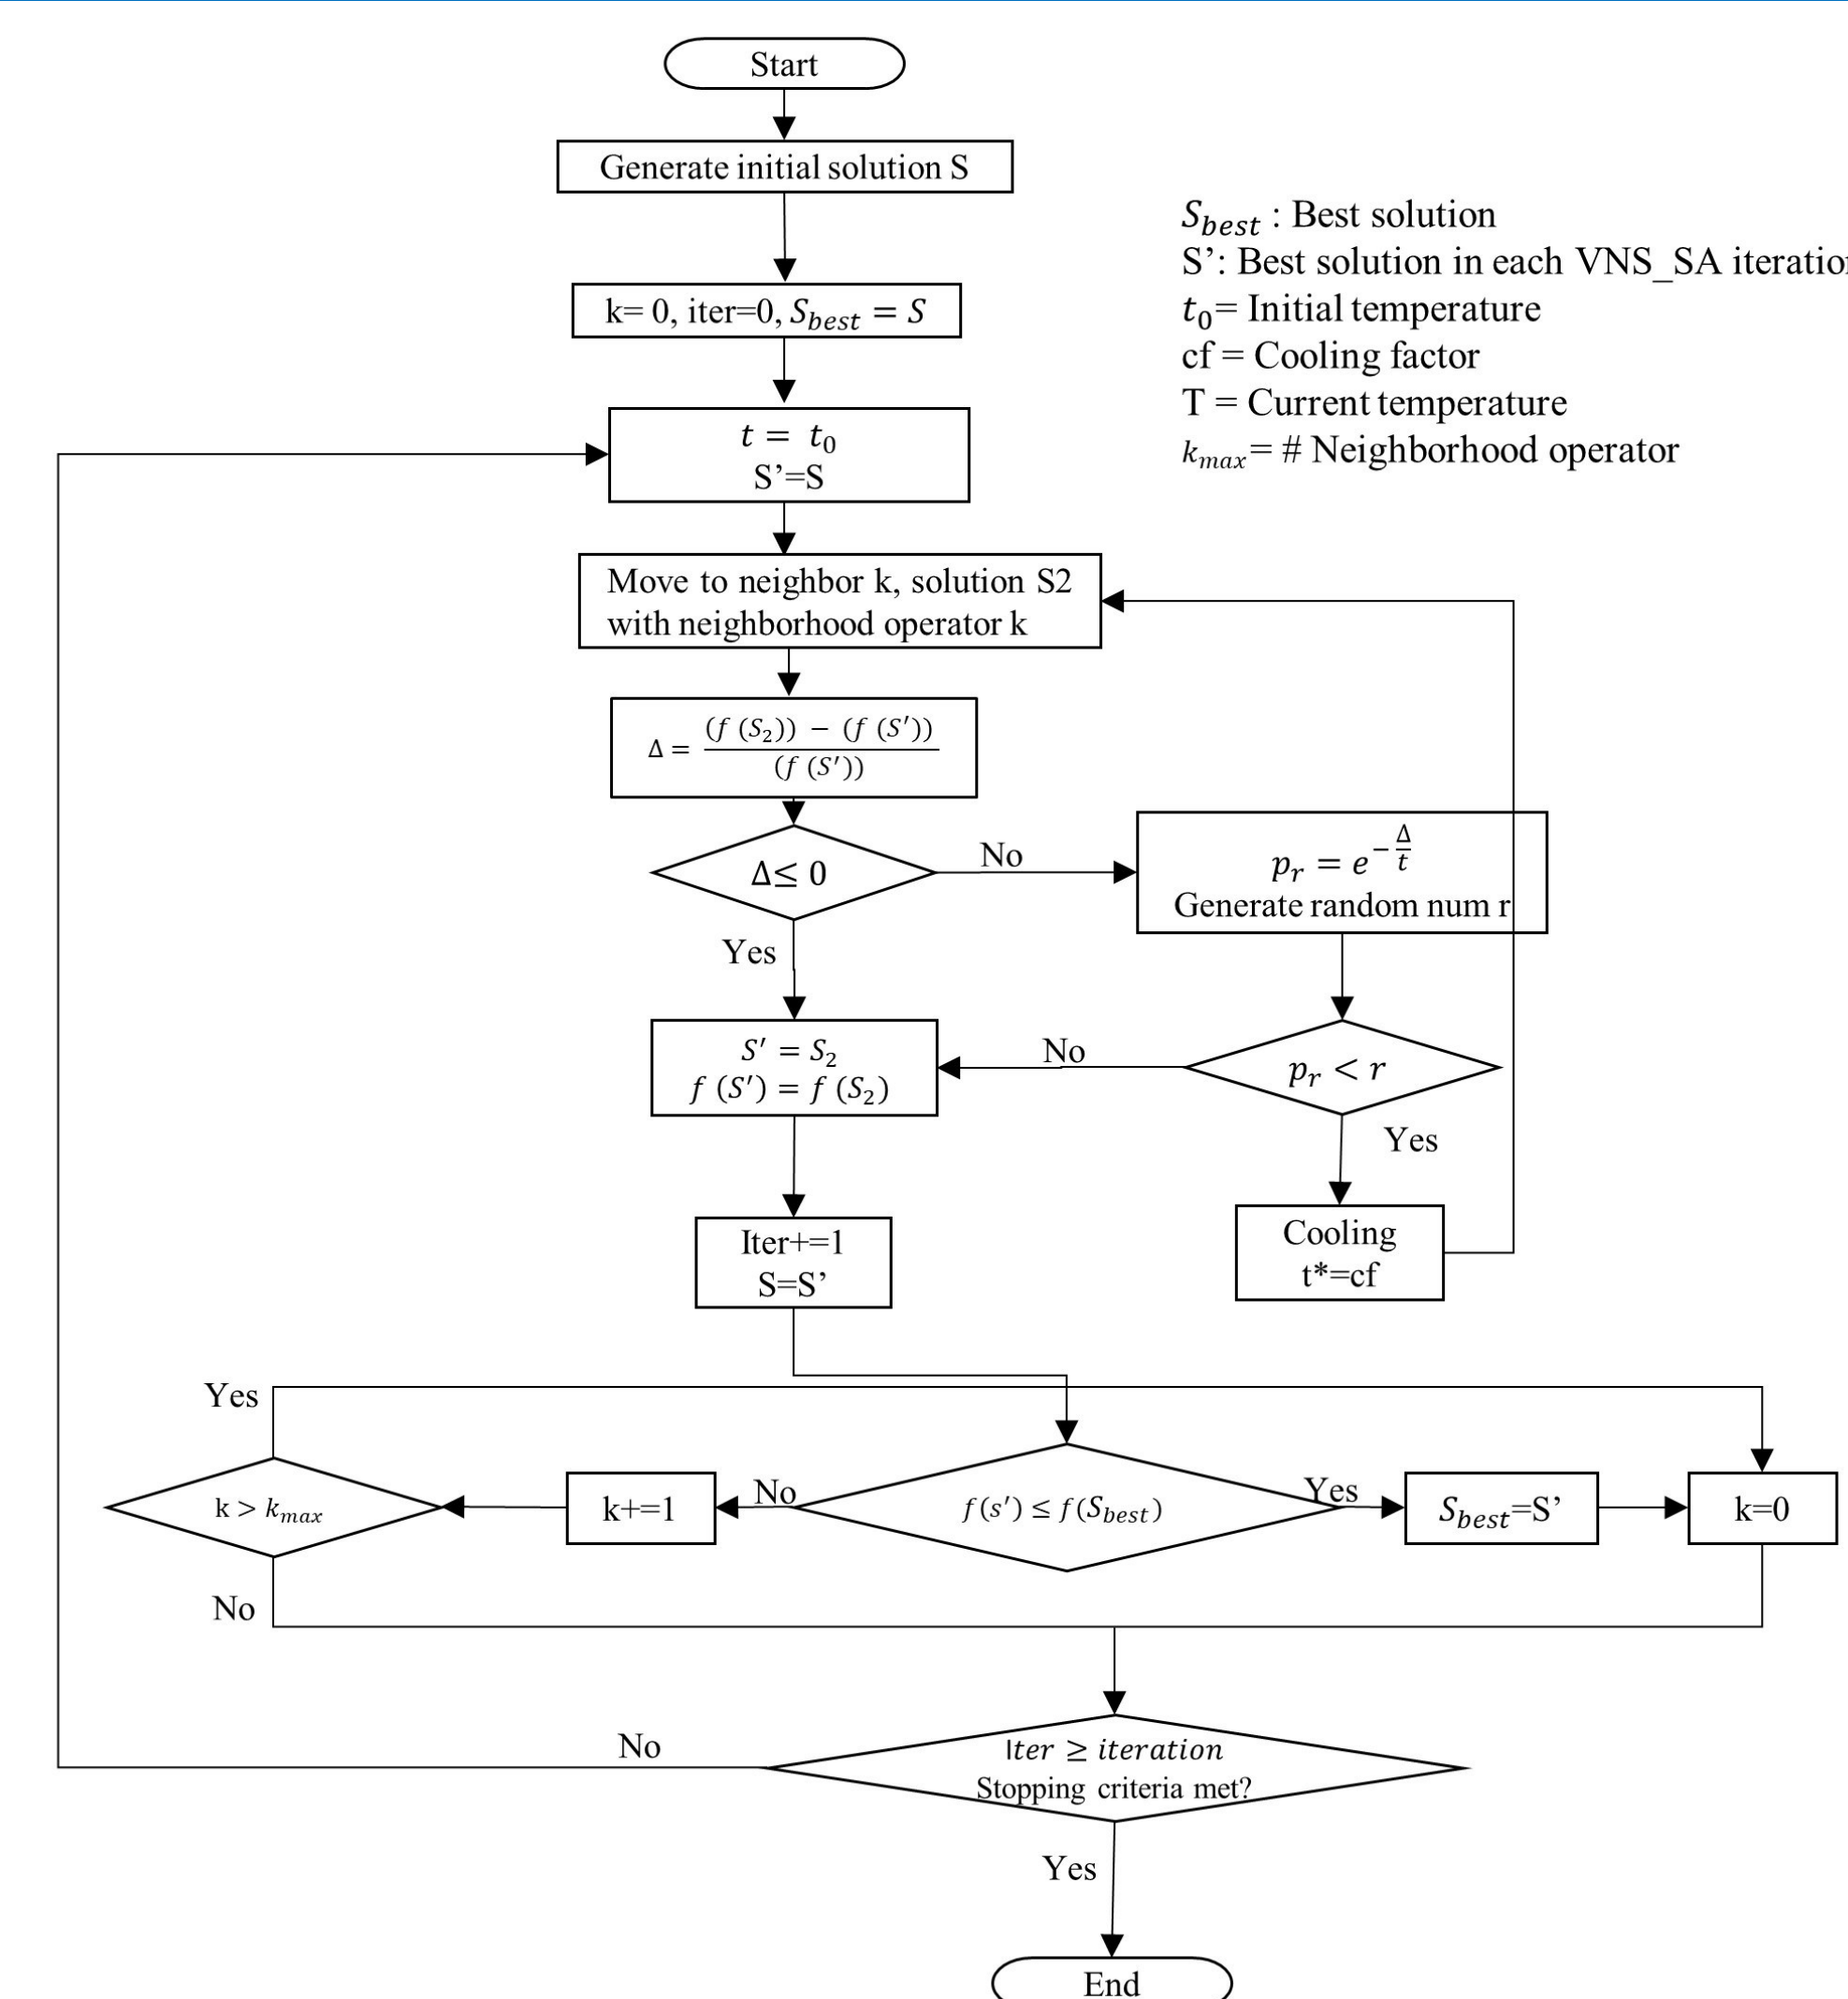 Start
Generate initial solution S
k= 0, iter=0, S_best = S
S_best : Best solution
S’: Best solution in each VNS_SA iteration
t_0= Initial temperature
cf = Cooling factor
T = Current temperature
k_max= # Neighborhood operator
t = t_0
S’=S
Move to neighbor k, solution S2
with neighborhood operator k
Δ = ((f (S_2)) − (f (S′))) / ((f (S′)))
Δ≤ 0
No
p_r = e^(−Δ/t)
Generate random num r
Yes
S′ = S_2
f (S′) = f (S_2)
No
p_r < r
Yes
Iter+=1
S=S’
Cooling
t*=cf
Yes
k > k_max
k+=1
No
f(s′) ≤ f(S_best)
Yes
S_best=S’
k=0
No
No
Iter ≥ iteration
Stopping criteria met?
Yes
End